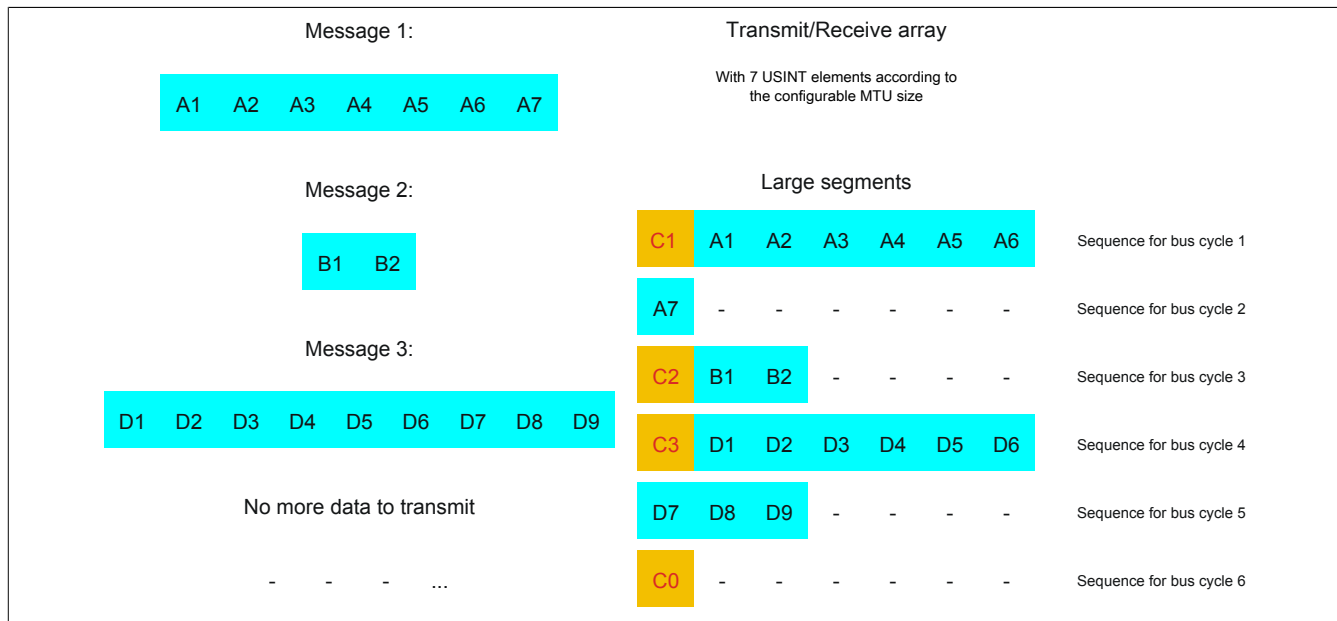 Message 1:
A1 A2 A3 A4 A5 A6 A7
Message 2:
B1 B2
Message 3:
D1 D2 D3 D4 D5 D6 D7 D8 D9
No more data to transmit
- - - ...
Transmit/Receive array
With 7 USINT elements according to
the configurable MTU size
Large segments
C1 A1 A2 A3 A4 A5 A6 Sequence for bus cycle 1
A7 - - - - - - Sequence for bus cycle 2
C2 B1 B2 - - - - Sequence for bus cycle 3
C3 D1 D2 D3 D4 D5 D6 Sequence for bus cycle 4
D7 D8 D9 - - - - Sequence for bus cycle 5
C0 - - - - - - Sequence for bus cycle 6